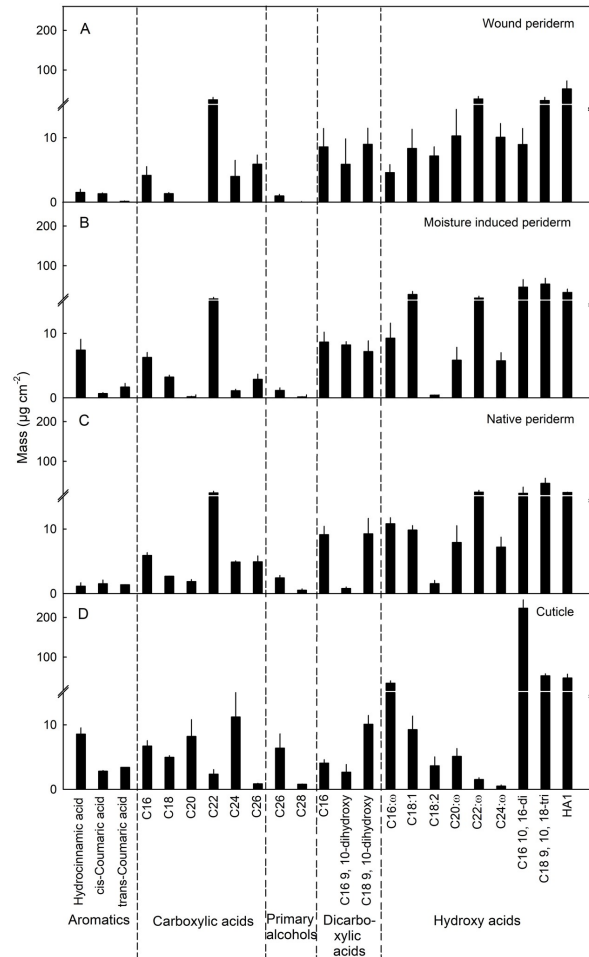 A
Wound periderm
200
100
10
0
B
Moisture induced periderm
200
100
10
0
C
Native periderm
200
100
10
0
D
Cuticle
200
100
10
0
Mass (µg cm-2)
Hydrocinnamic acid
cis-Coumaric acid
trans-Coumaric acid
C16
C18
C20
C22
C24
C26
C26
C28
C16
C16 9, 10-dihydroxy
C18 9, 10-dihydroxy
C16:ω
C18:1
C18:2
C20:ω
C22:ω
C24:ω
C16 10, 16-di
C18 9, 10, 18-tri
HA1
Aromatics
Carboxylic acids
Primary
alcohols
Dicarbo-
xylic
acids
Hydroxy acids